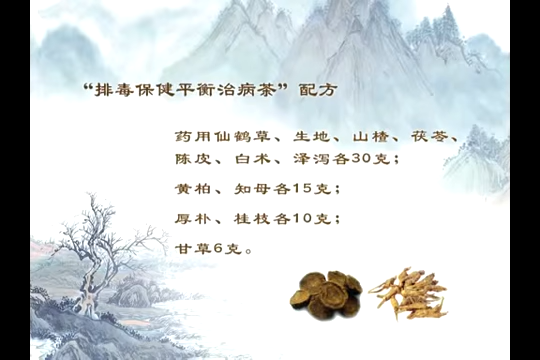 “排毒保健平衡治病茶”配方
药用仙鹤草、生地、山楂、茯苓、
陈皮、白术、泽泻各30克；
黄柏、知母各15克；
厚朴、桂枝各10克；
甘草6克。